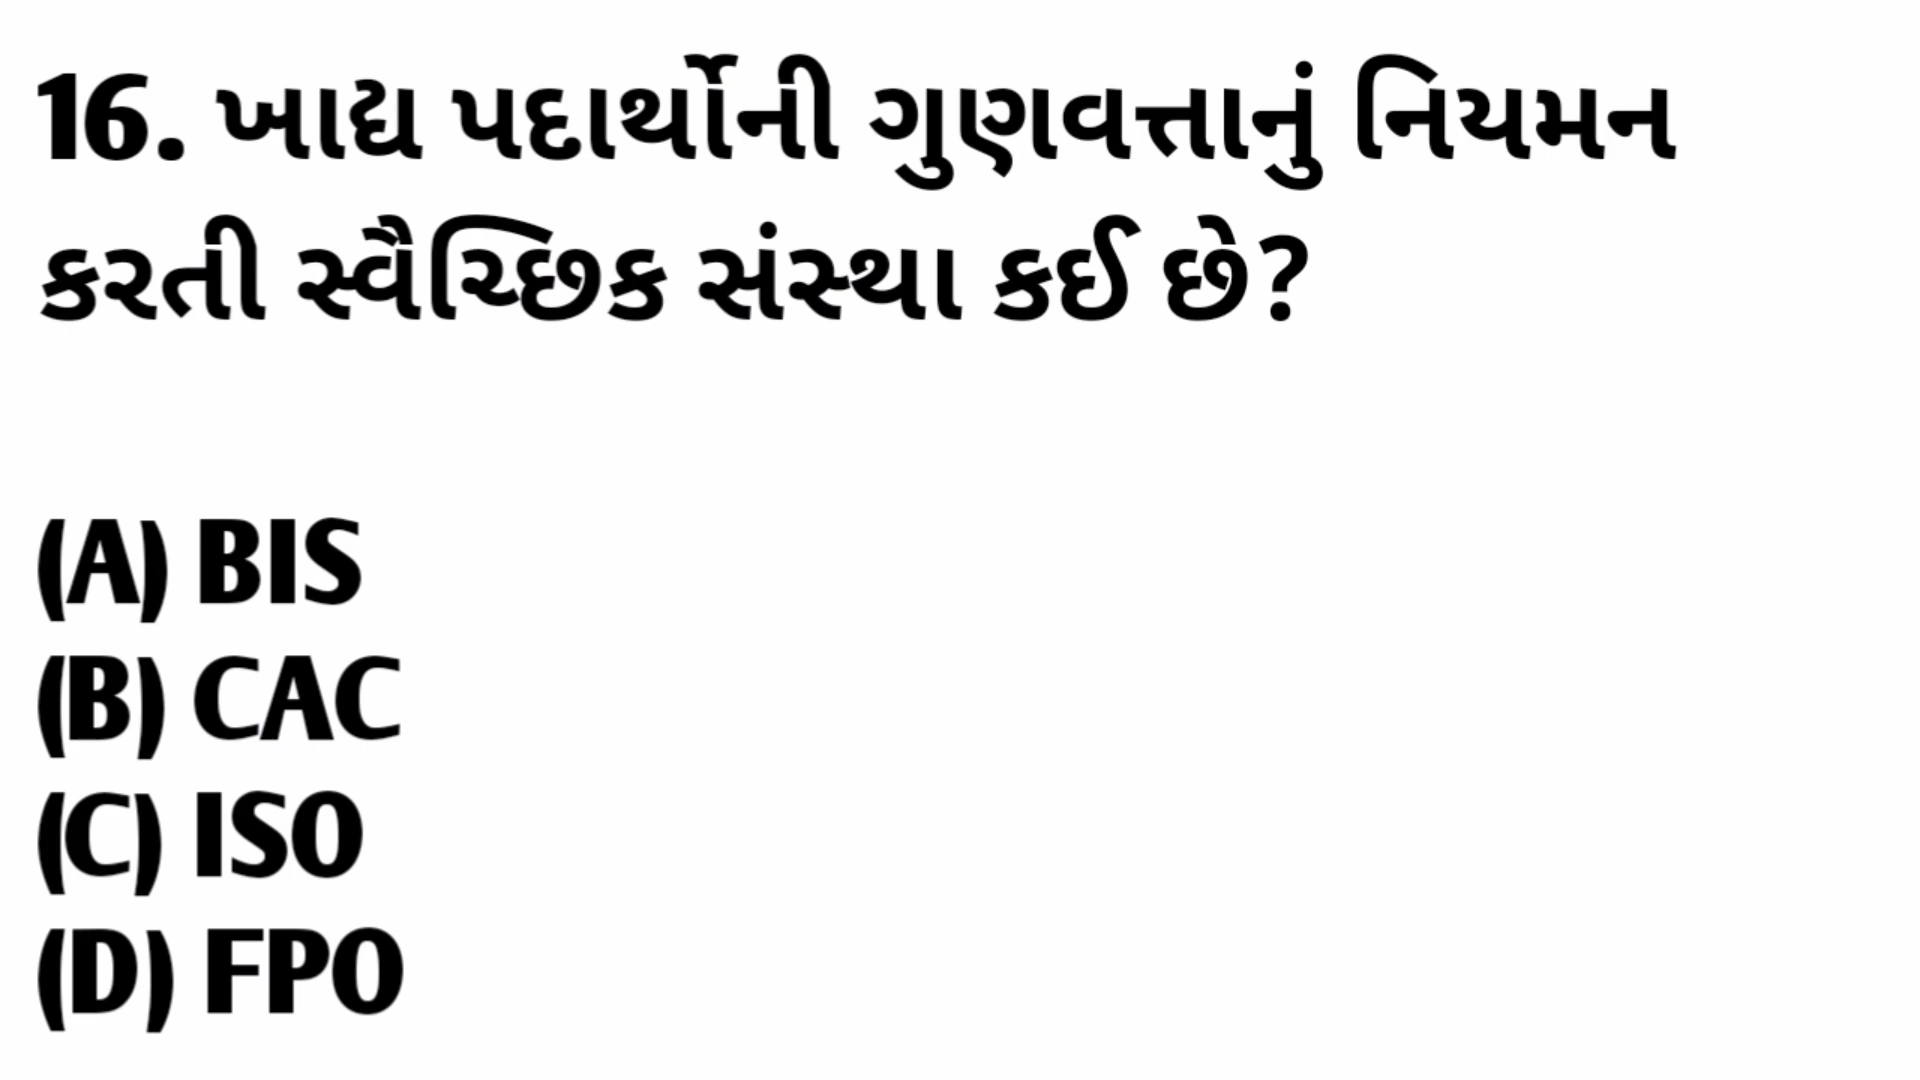 16. ખાદ્ય પદાર્થોની ગુણવત્તાનું નિયમન
કરતી સ્વૈચ્છિક સંસ્થા કઈ છે?
(A) BIS
(B) CAC
(C) ISO
(D) FPO